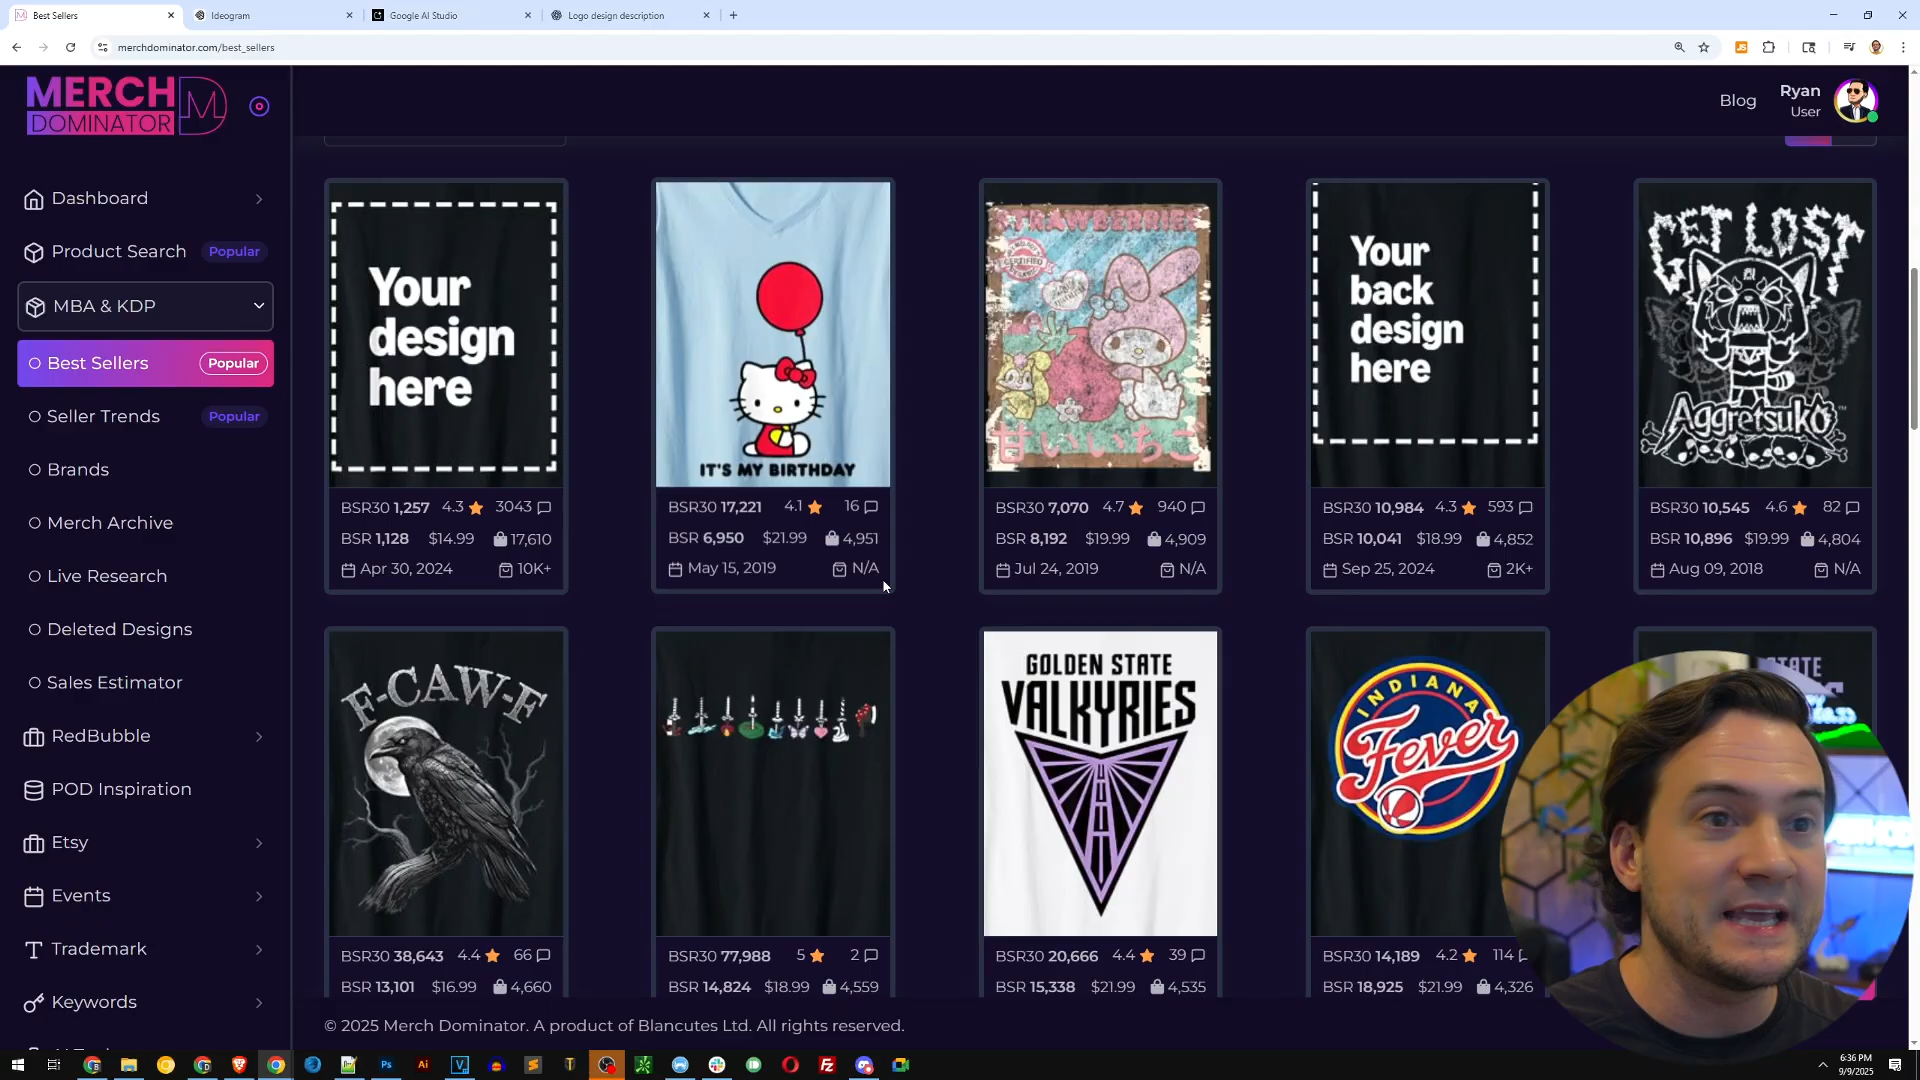 Best Sellers
Ideogram
Google AI Studio
Logo design description
merchdominator.com/best_sellers
MERCH
DOMINATOR
Blog
Ryan
User
Dashboard
Product Search Popular
MBA & KDP
Best Sellers Popular
Seller Trends Popular
Brands
Merch Archive
Live Research
Deleted Designs
Sales Estimator
RedBubble
POD Inspiration
Etsy
Events
Trademark
Keywords
Your
design
here
BSR30 1,257 4.3 3043
BSR 1,128 $14.99 17,610
Apr 30, 2024 10K+
IT'S MY BIRTHDAY
BSR30 17,221 4.1 16
BSR 6,950 $21.99 4,951
May 15, 2019 N/A
STRAWBERRIES
甘いいちご
BSR30 7,070 4.7 940
BSR 8,192 $19.99 4,909
Jul 24, 2019 N/A
Your
back
design
here
BSR30 10,984 4.3 593
BSR 10,041 $18.99 4,852
Sep 25, 2024 2K+
GET LOST
Aggretsuko™
BSR30 10,545 4.6 82
BSR 10,896 $19.99 4,804
Aug 09, 2018 N/A
F-CAW-F
BSR30 38,643 4.4 66
BSR 13,101 $16.99 4,660
BSR30 77,988 5 2
BSR 14,824 $18.99 4,559
GOLDEN STATE
VALKYRIES
BSR30 20,666 4.4 39
BSR 15,338 $21.99 4,535
INDIANA
Fever
BSR30 14,189 4.2 114
BSR 18,925 $21.99 4,326
© 2025 Merch Dominator. A product of Blancutes Ltd. All rights reserved.
6:36 PM
9/9/2025